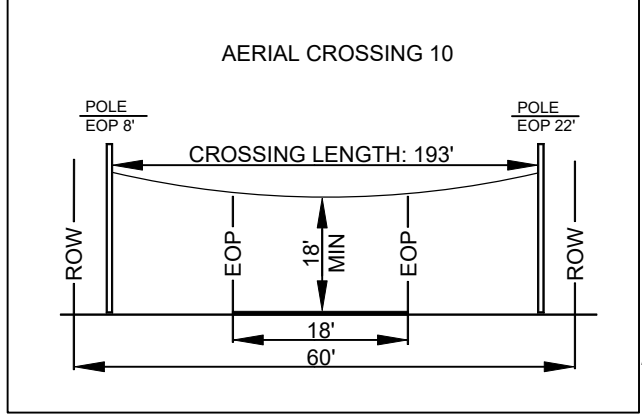 AERIAL CROSSING 10
POLE
EOP 8'
POLE
EOP 22'
CROSSING LENGTH: 193'
ROW
EOP
18'
MIN
EOP
ROW
18'
60'